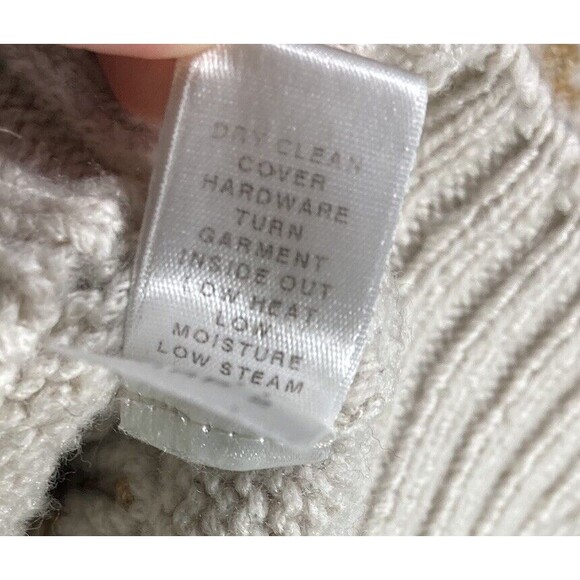 DRY CLEAN
COVER
HARDWARE
TURN
GARMENT
INSIDE OUT
LOW HEAT
LOW
MOISTURE
LOW STEAM